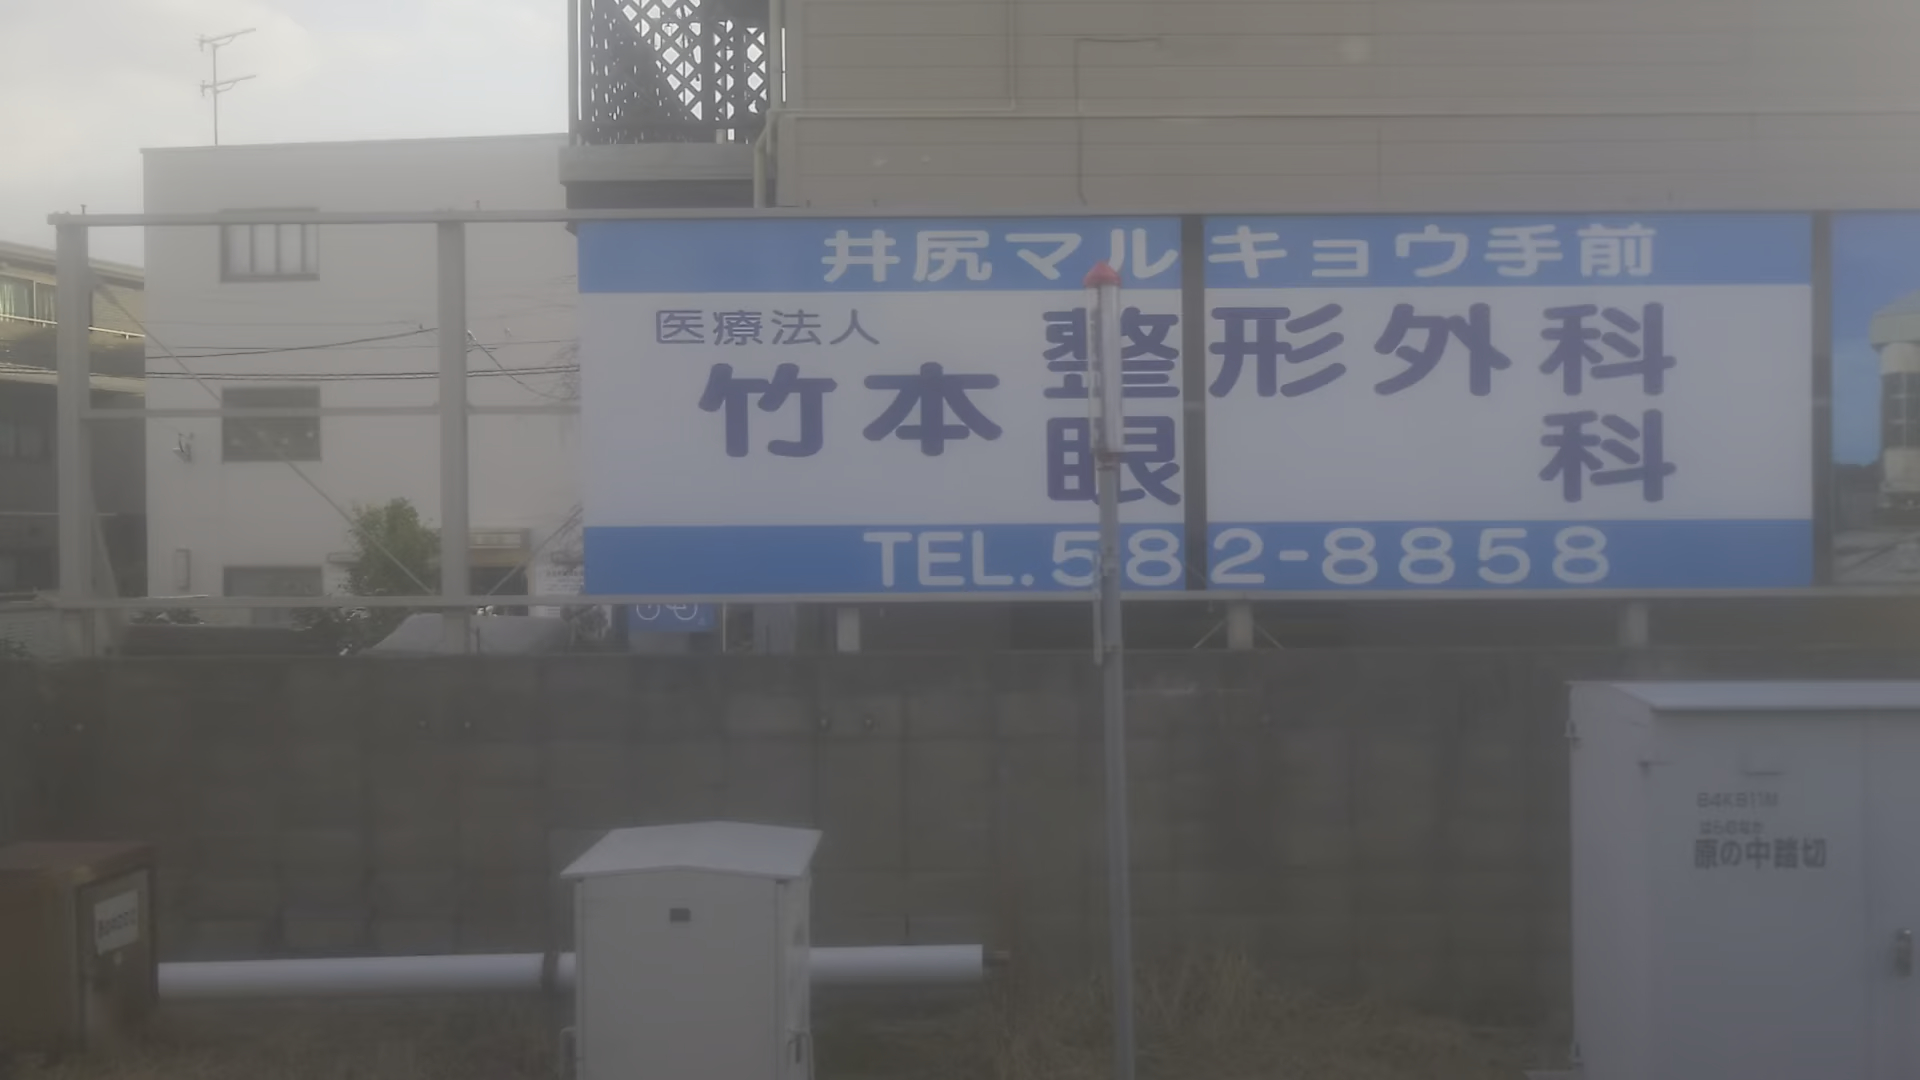 井尻マルキョウ手前
医療法人
竹本 整形外科
眼科
TEL.582-8858
原の中踏切